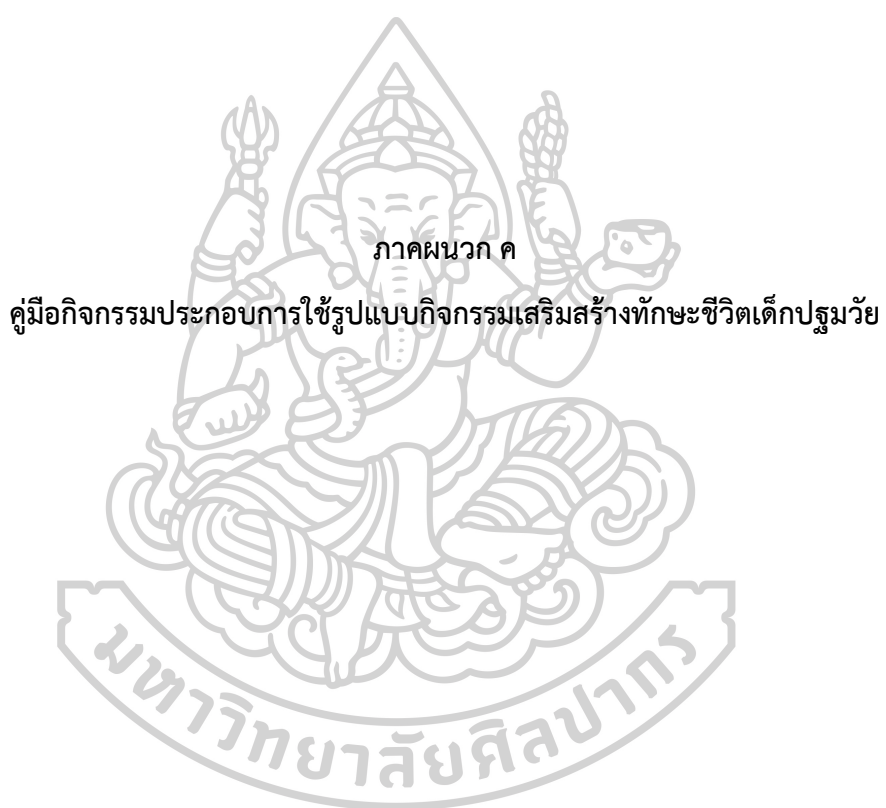 ภาคผนวก ค
คู่มือกิจกรรมประกอบการใช้รูปแบบกิจกรรมเสริมสร้างทักษะชีวิตเด็กปฐมวัย
มหาวิทยาลัยศิลปากร